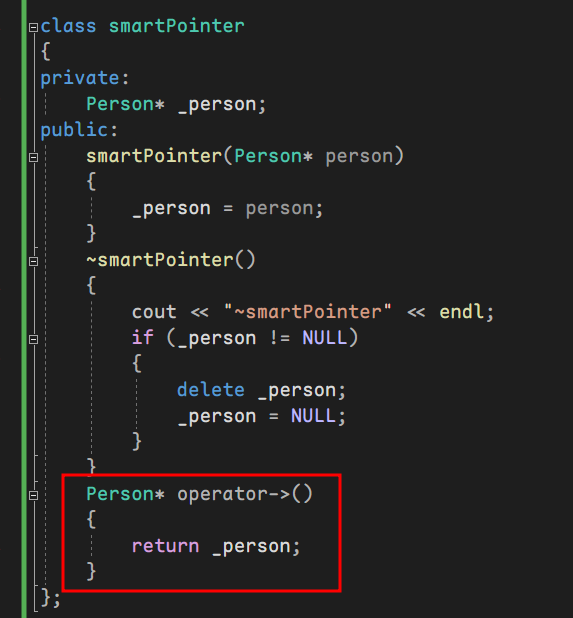 class smartPointer
{
private:
    Person* _person;
public:
    smartPointer(Person* person)
    {
        _person = person;
    }
    ~smartPointer()
    {
        cout << "~smartPointer" << endl;
        if (_person != NULL)
        {
            delete _person;
            _person = NULL;
        }
    }
    Person* operator->()
    {
        return _person;
    }
};